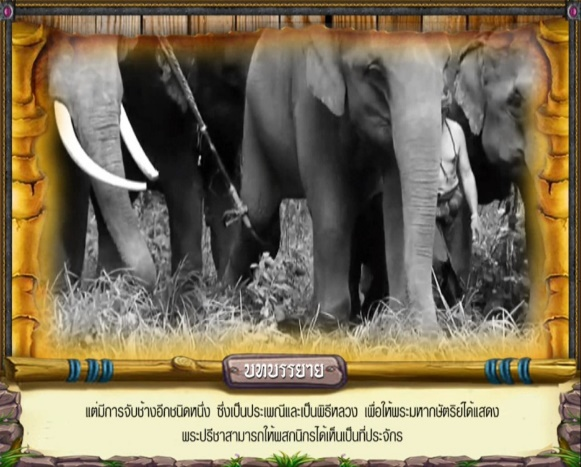 บทบรรยาย
แต่มีการจับช้างอีกชนิดหนึ่ง ซึ่งเป็นประเพณีและเป็นพิธีหลวง เพื่อให้พระมหากษัตริย์ได้แสดง
พระปรีชาสามารถให้พสกนิกรได้เห็นเป็นที่ประจักร